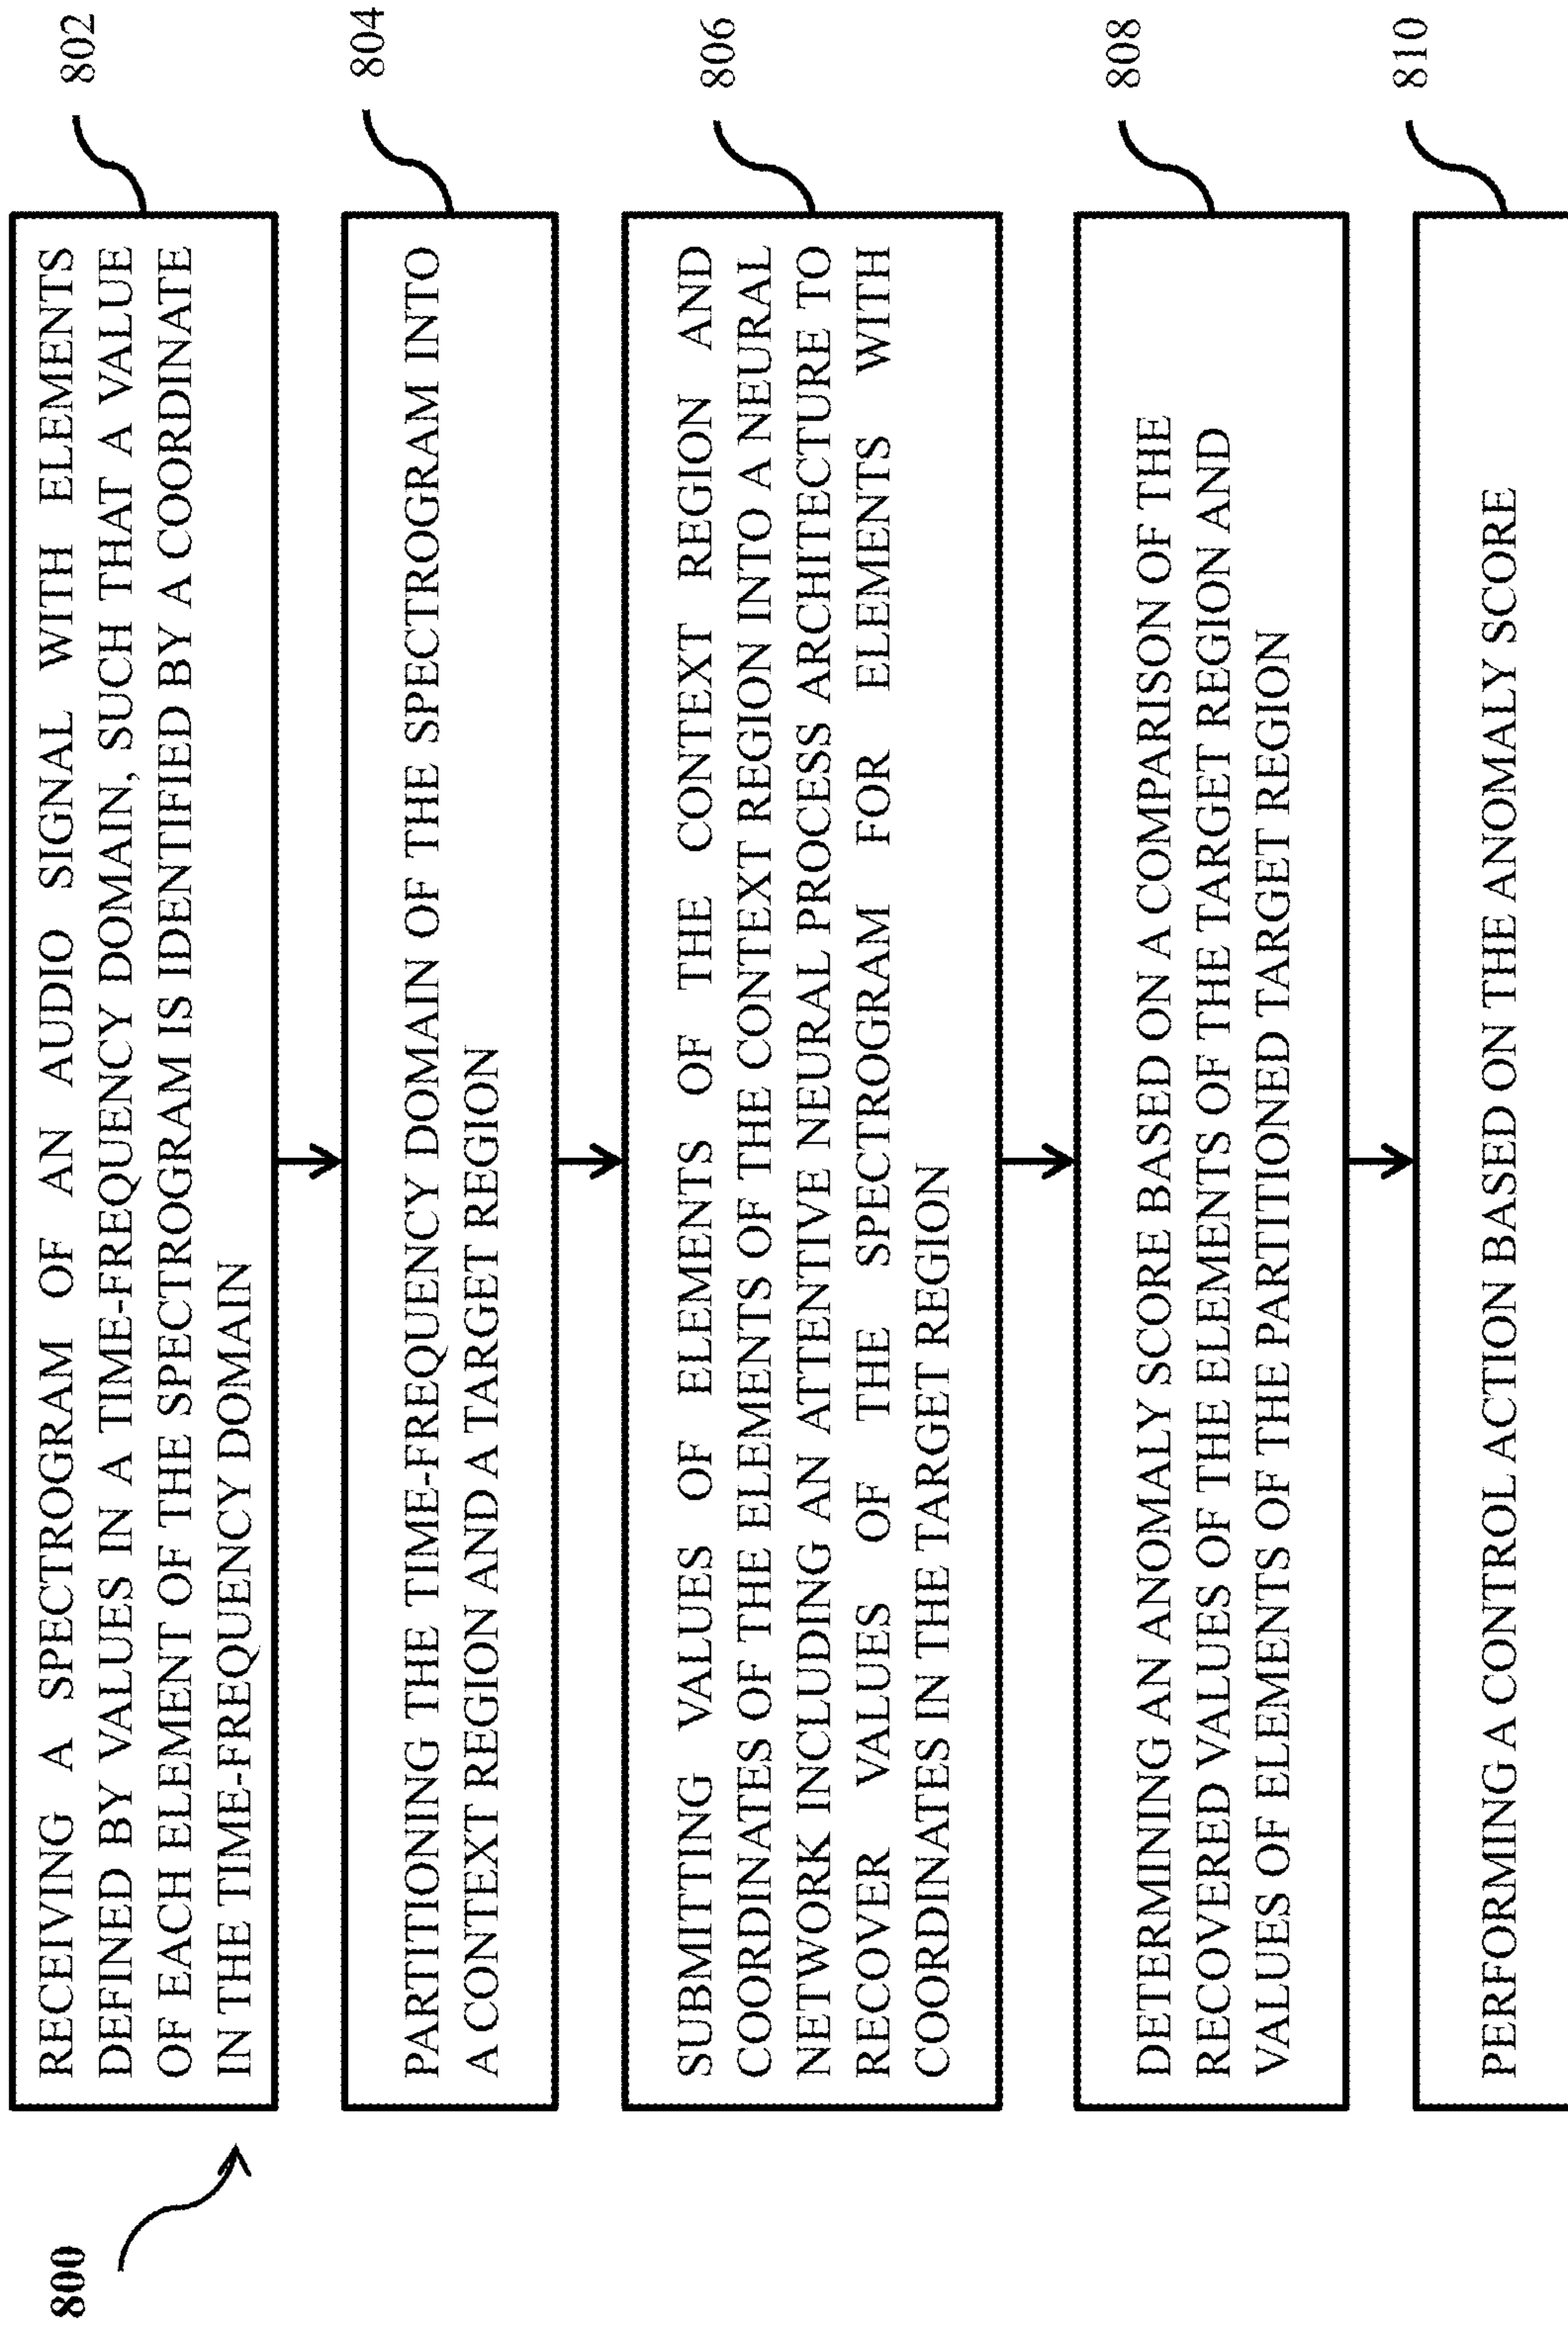 800
RECEIVING A SPECTROGRAM OF AN AUDIO SIGNAL WITH ELEMENTS
DEFINED BY VALUES IN A TIME-FREQUENCY DOMAIN, SUCH THAT A VALUE
OF EACH ELEMENT OF THE SPECTROGRAM IS IDENTIFIED BY A COORDINATE
IN THE TIME-FREQUENCY DOMAIN
802
PARTITIONING THE TIME-FREQUENCY DOMAIN OF THE SPECTROGRAM INTO
A CONTEXT REGION AND A TARGET REGION
804
SUBMITTING VALUES OF ELEMENTS OF THE CONTEXT REGION AND
COORDINATES OF THE ELEMENTS OF THE CONTEXT REGION INTO A NEURAL
NETWORK INCLUDING AN ATTENTIVE NEURAL PROCESS ARCHITECTURE TO
RECOVER VALUES OF THE SPECTROGRAM FOR ELEMENTS WITH
COORDINATES IN THE TARGET REGION
806
DETERMINING AN ANOMALY SCORE BASED ON A COMPARISON OF THE
RECOVERED VALUES OF THE ELEMENTS OF THE TARGET REGION AND
VALUES OF ELEMENTS OF THE PARTITIONED TARGET REGION
808
PERFORMING A CONTROL ACTION BASED ON THE ANOMALY SCORE
810